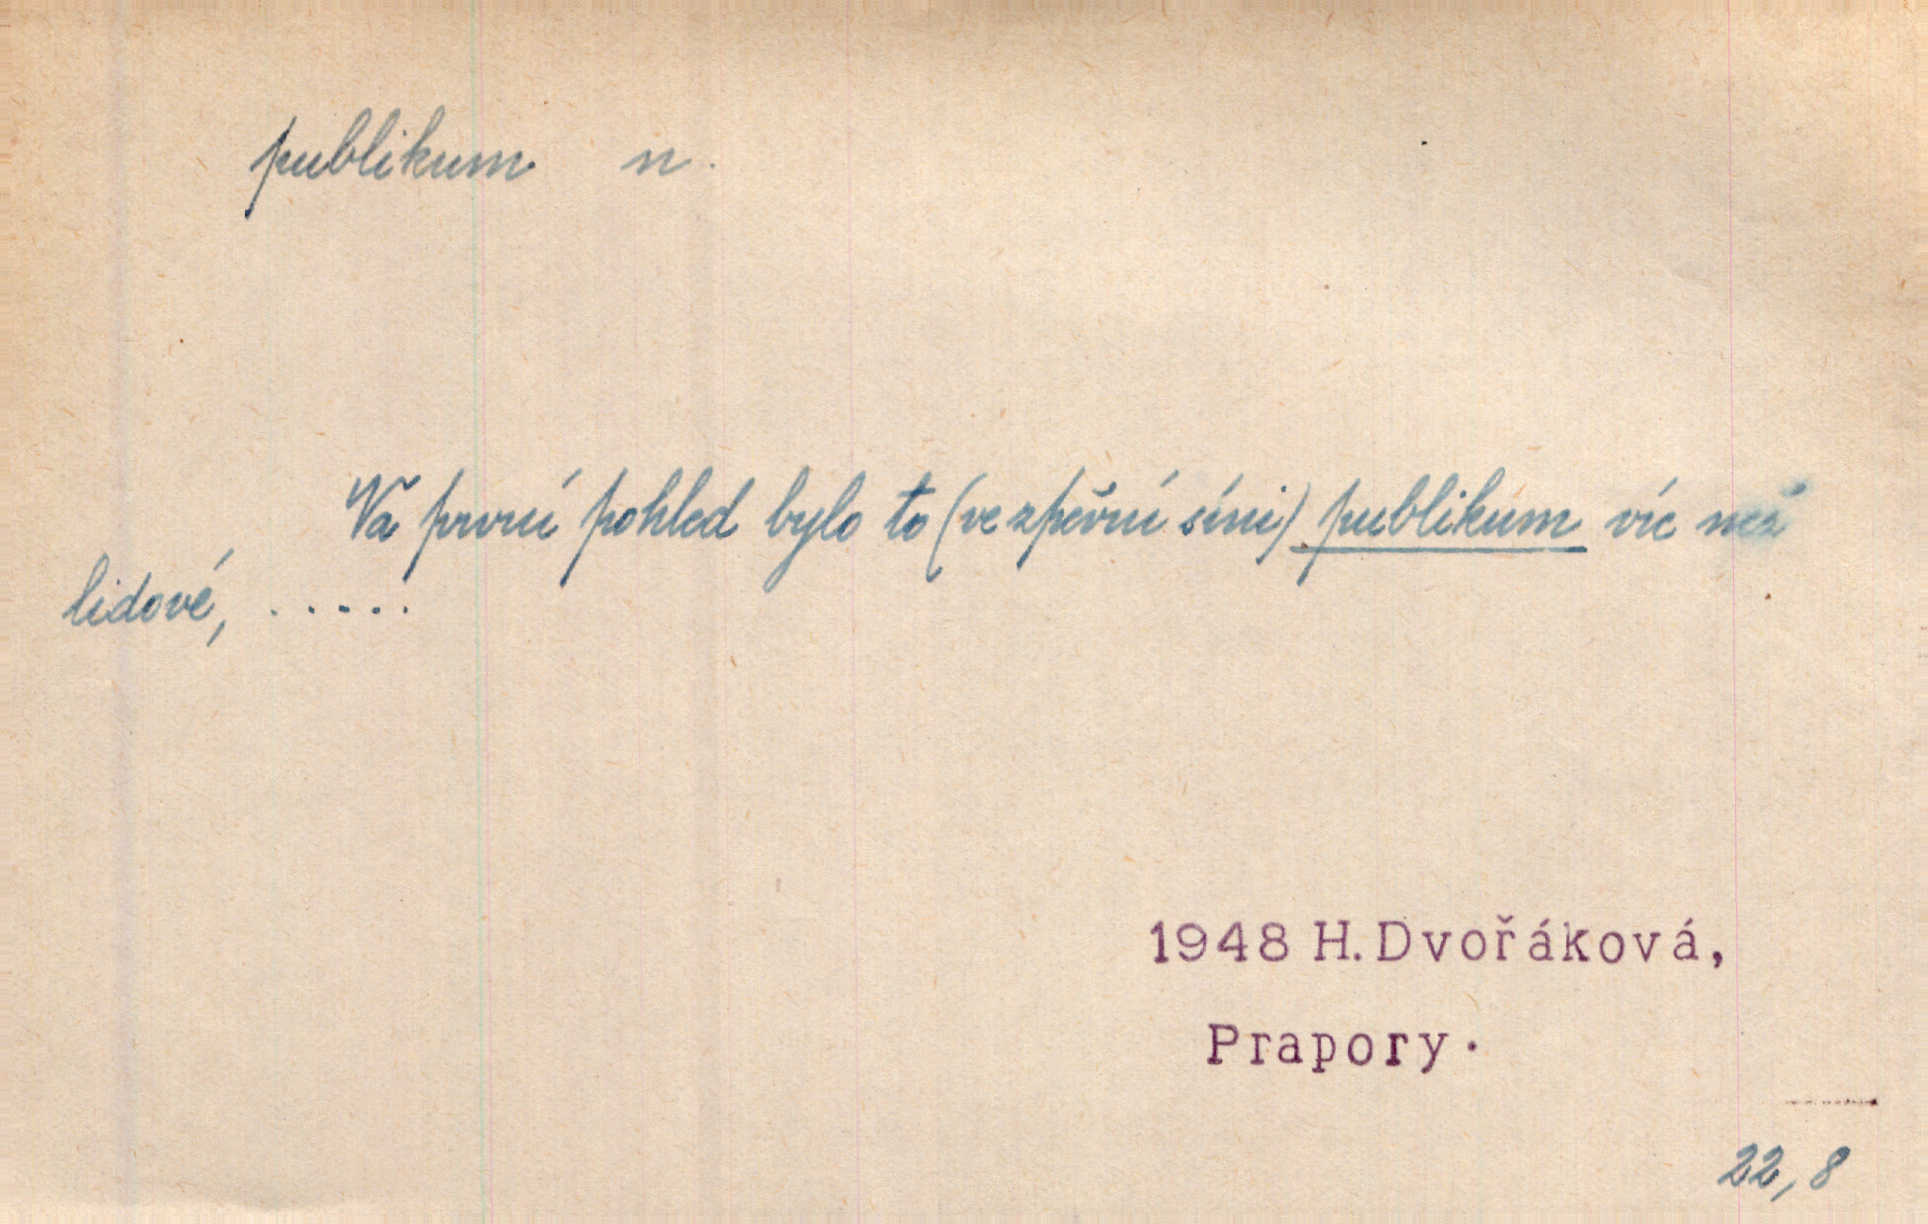 publikum n.
Na první pohled bylo to (ve zpěvní síni) publikum víc než
lidové, .....
1948 H. Dvořáková,
Prapory.
22,8